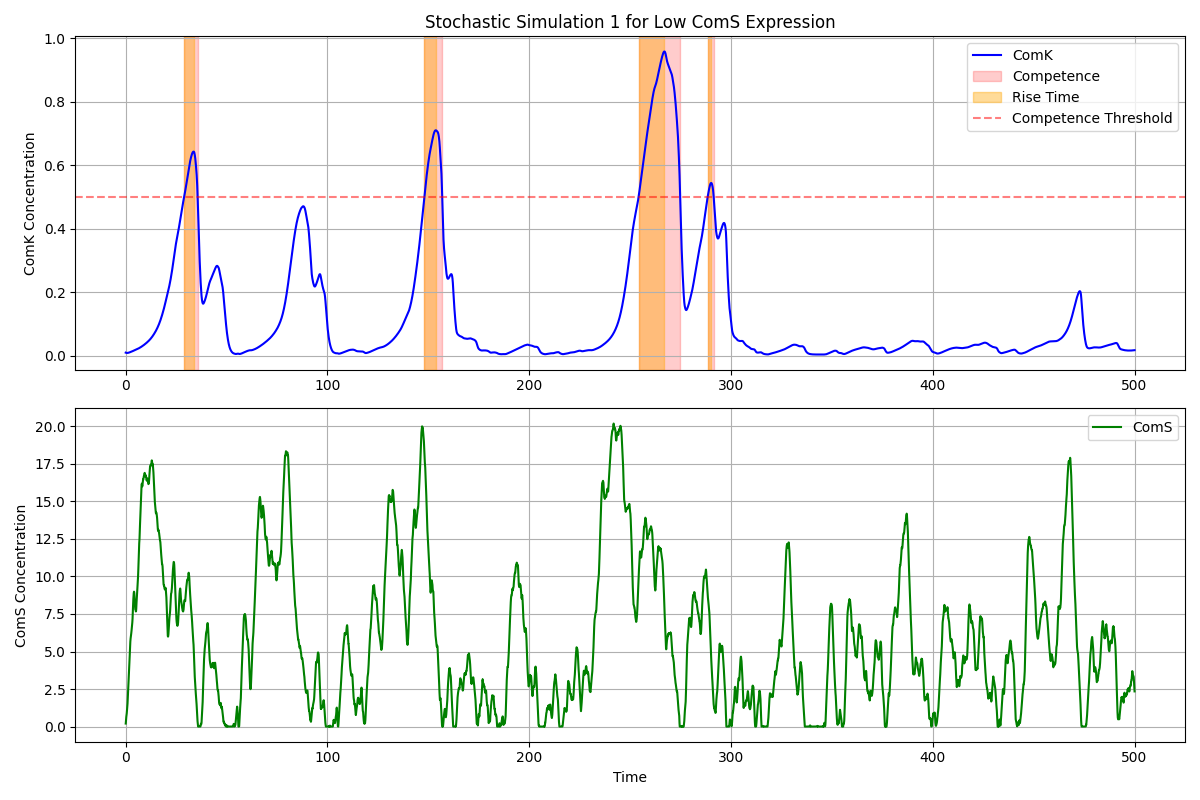 Stochastic Simulation 1 for Low ComS Expression
ComK Concentration
1.0
0.8
0.6
0.4
0.2
0.0
ComK
Competence
Rise Time
Competence Threshold
0 100 200 300 400 500
ComS Concentration
20.0
17.5
15.0
12.5
10.0
7.5
5.0
2.5
0.0
ComS
0 100 200 300 400 500
Time